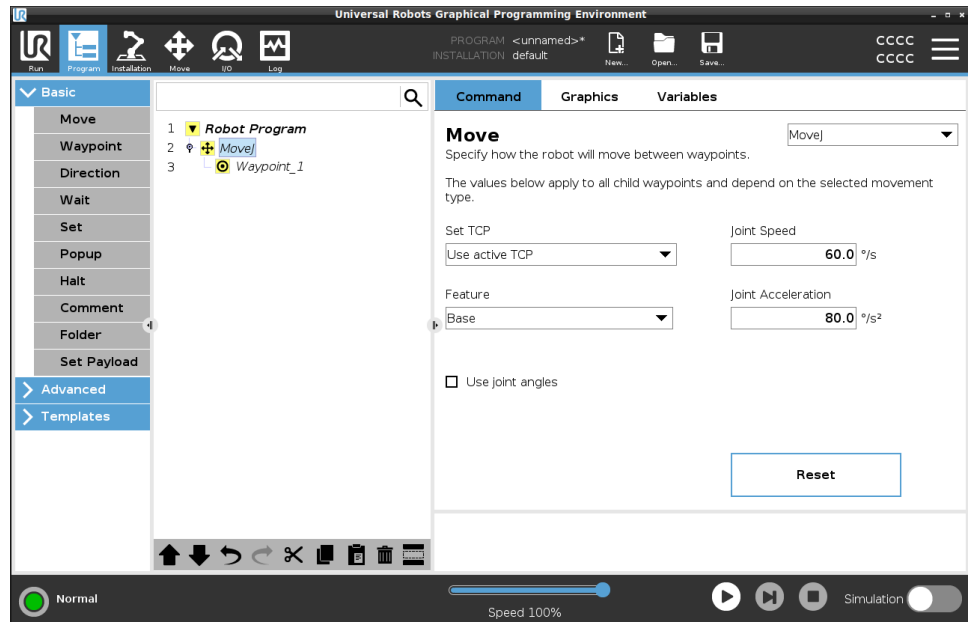 UR
Universal Robots Graphical Programming Environment
UR
Run
Program
Installation
Move
I/O
Log
PROGRAM <unnamed>*
INSTALLATION default
New...
Open...
Save...
CCCC
CCCC
Basic
Move
Waypoint
Direction
Wait
Set
Popup
Halt
Comment
Folder
Set Payload
Advanced
Templates
1 Robot Program
2 MoveJ
3 Waypoint_1
Command Graphics Variables
Move
MoveJ
Specify how the robot will move between waypoints.
The values below apply to all child waypoints and depend on the selected movement
type.
Set TCP
Use active TCP
Joint Speed
60.0 °/s
Feature
Base
Joint Acceleration
80.0 °/s²
Use joint angles
Reset
Normal
Speed 100%
Simulation